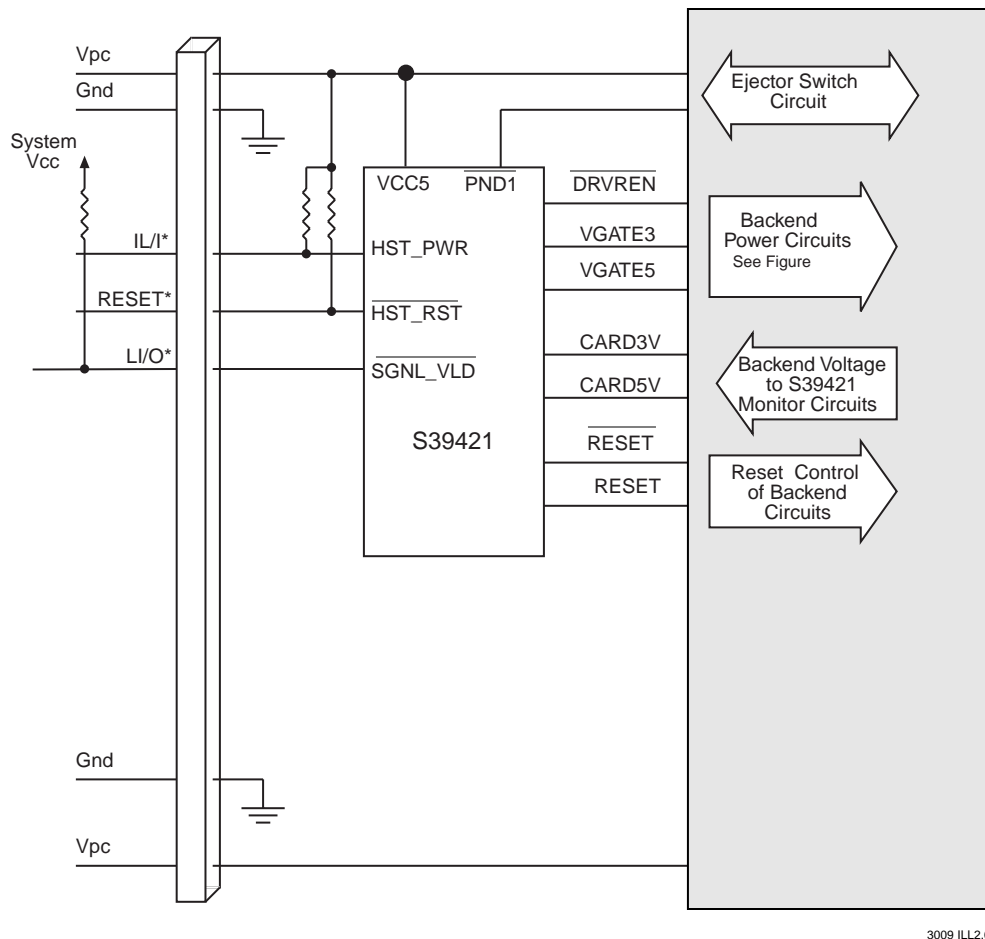 Vpc
Gnd
System
Vcc
IL/I*
RESET*
LI/O*
VCC5
PND1
HST_PWR
HST_RST
SGNL_VLD
S39421
DRVREN
VGATE3
VGATE5
CARD3V
CARD5V
RESET
RESET
Ejector Switch
Circuit
Backend
Power Circuits
See Figure
Backend Voltage
to S39421
Monitor Circuits
Reset Control
of Backend
Circuits
Gnd
Vpc
3009 ILL2.